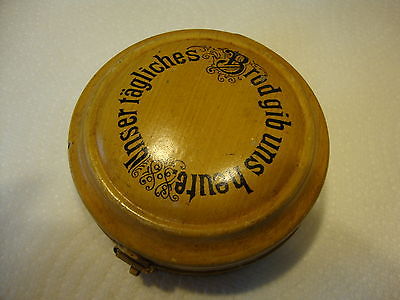 Unser tägliches Brod gib uns heute.